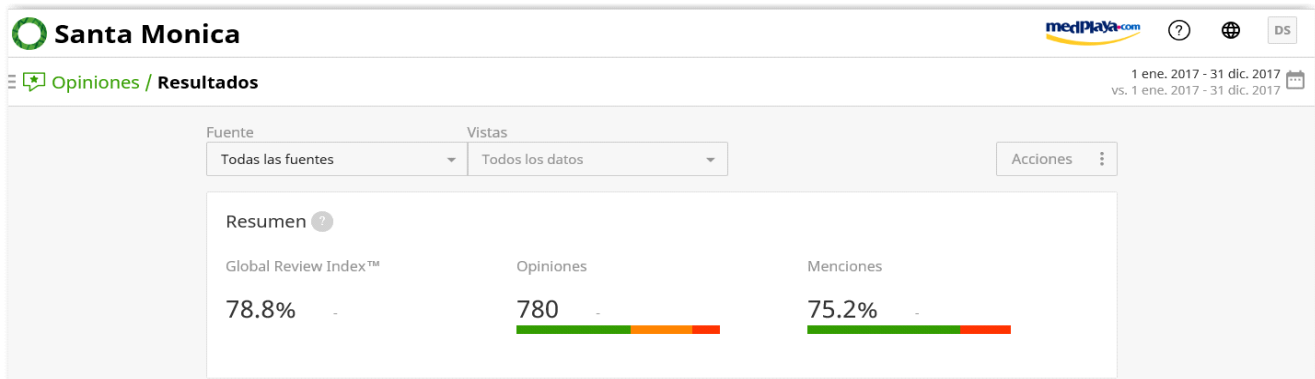 Santa Monica
medPlaya.com
?
DS
Opiniones / Resultados
1 ene. 2017 - 31 dic. 2017
vs. 1 ene. 2017 - 31 dic. 2017
Fuente
Vistas
Todas las fuentes
Todos los datos
Acciones
Resumen ?
Global Review Index™
Opiniones
Menciones
78.8% -
780 -
75.2% -